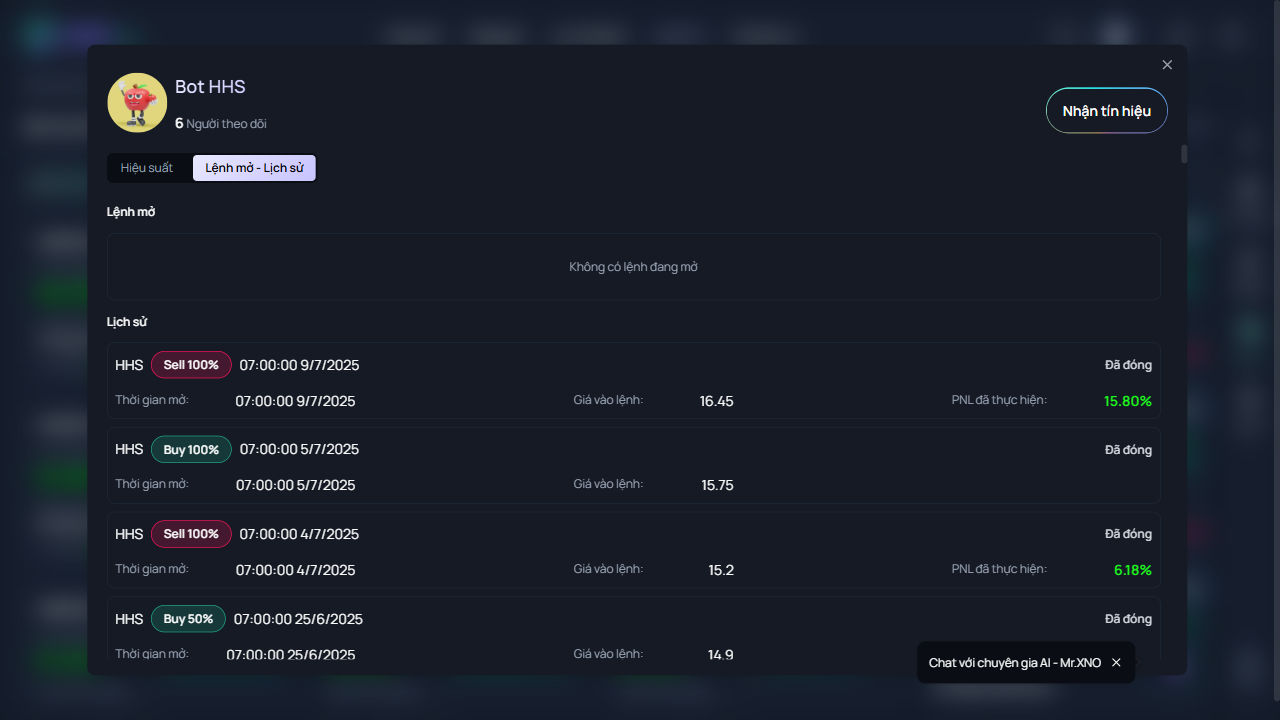 Bot HHS
6 Người theo dõi
Nhận tín hiệu
Hiệu suất
Lệnh mở - Lịch sử
Lệnh mở
Không có lệnh đang mở
Lịch sử
HHS Sell 100% 07:00:00 9/7/2025 Đã đóng
Thời gian mở: 07:00:00 9/7/2025 Giá vào lệnh: 16.45 PNL đã thực hiện: 15.80%
HHS Buy 100% 07:00:00 5/7/2025 Đã đóng
Thời gian mở: 07:00:00 5/7/2025 Giá vào lệnh: 15.75
HHS Sell 100% 07:00:00 4/7/2025 Đã đóng
Thời gian mở: 07:00:00 4/7/2025 Giá vào lệnh: 15.2 PNL đã thực hiện: 6.18%
HHS Buy 50% 07:00:00 25/6/2025 Đã đóng
Thời gian mở: 07:00:00 25/6/2025 Giá vào lệnh: 14.9
Chat với chuyên gia AI - Mr.XNO